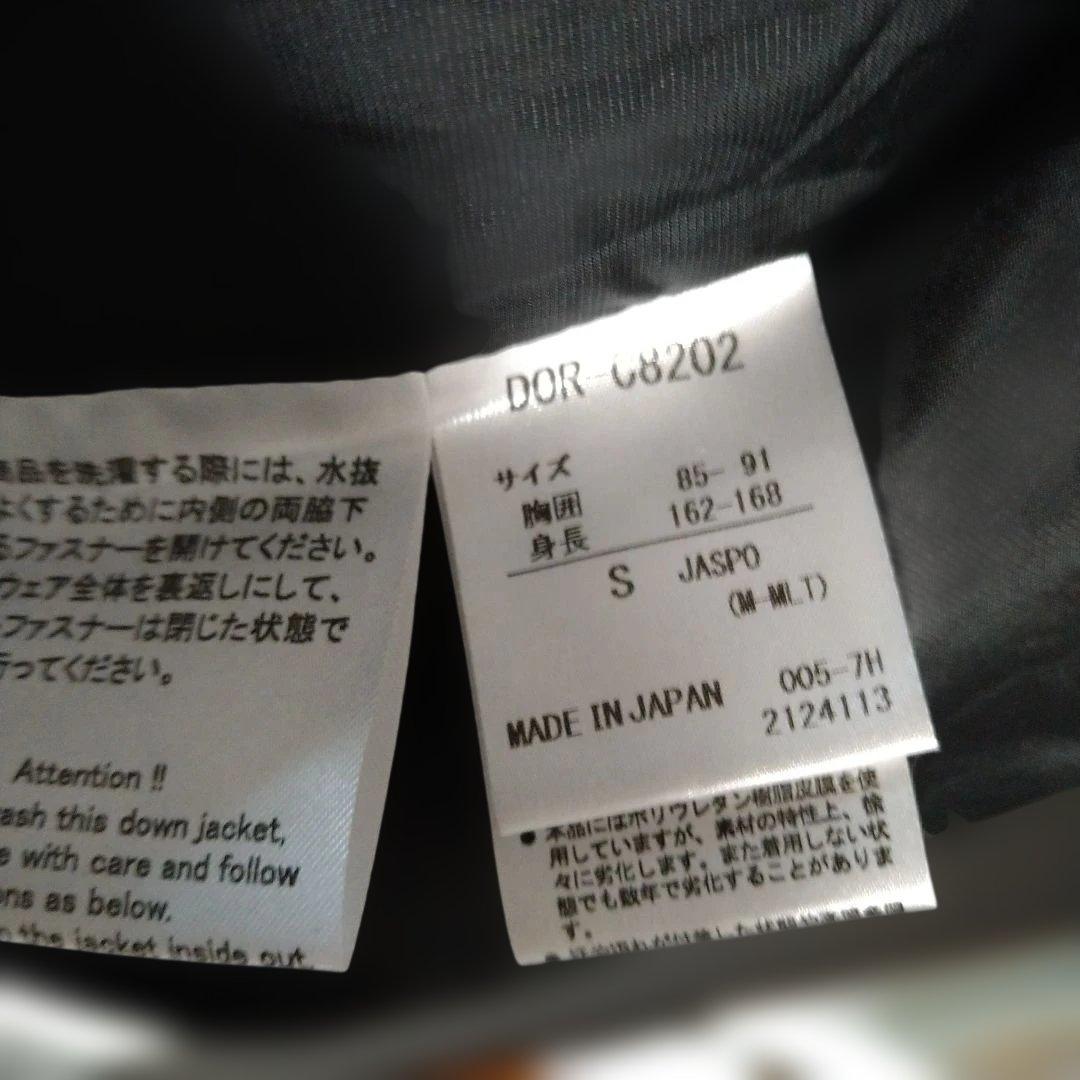 品を洗濯する際には、水抜
よくするために内側の両脇下
るファスナーを開けてください。
ウェア全体を裏返しにして、
ファスナーは閉じた状態で
行ってください。
Attention !!
ash this down jacket,
e with care and follow
ons as below.
n the jacket inside out
DOR-C8202
サイズ
胸囲 85- 91
身長 162-168
S JASPO
(M-MLT)
005-7H
MADE IN JAPAN 2124113
● 本品にはポリウレタン樹脂皮膜を使
用していますが、素材の特性上、徐
々に劣化します。また着用しない状
態でも数年で劣化することがありま
す。